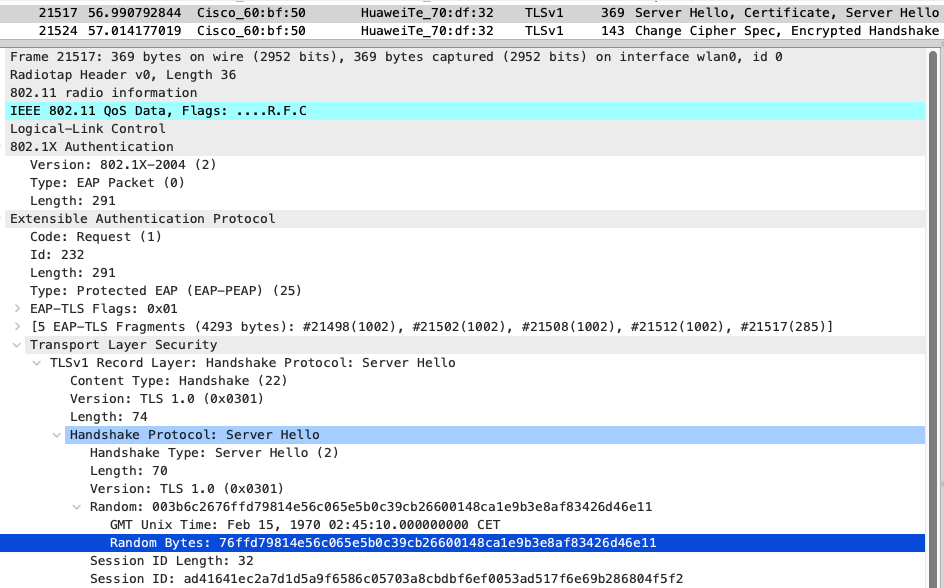 21517 56.990792844 Cisco_60:bf:50 HuaweiTe_70:df:32 TLSv1 369 Server Hello, Certificate, Server Hello
21524 57.014177019 Cisco_60:bf:50 HuaweiTe_70:df:32 TLSv1 143 Change Cipher Spec, Encrypted Handshake
Frame 21517: 369 bytes on wire (2952 bits), 369 bytes captured (2952 bits) on interface wlan0, id 0
Radiotap Header v0, Length 36
802.11 radio information
IEEE 802.11 QoS Data, Flags: ....R.F.C
Logical-Link Control
802.1X Authentication
Version: 802.1X-2004 (2)
Type: EAP Packet (0)
Length: 291
Extensible Authentication Protocol
Code: Request (1)
Id: 232
Length: 291
Type: Protected EAP (EAP-PEAP) (25)
EAP-TLS Flags: 0x01
[5 EAP-TLS Fragments (4293 bytes): #21498(1002), #21502(1002), #21508(1002), #21512(1002), #21517(285)]
Transport Layer Security
TLSv1 Record Layer: Handshake Protocol: Server Hello
Content Type: Handshake (22)
Version: TLS 1.0 (0x0301)
Length: 74
Handshake Protocol: Server Hello
Handshake Type: Server Hello (2)
Length: 70
Version: TLS 1.0 (0x0301)
Random: 003b6c2676ffd79814e56c065e5b0c39cb26600148ca1e9b3e8af83426d46e11
GMT Unix Time: Feb 15, 1970 02:45:10.000000000 CET
Random Bytes: 76ffd79814e56c065e5b0c39cb26600148ca1e9b3e8af83426d46e11
Session ID Length: 32
Session ID: ad41641ec2a7d1d5a9f6586c05703a8cbdbf6ef0053ad517f6e69b286804f5f2